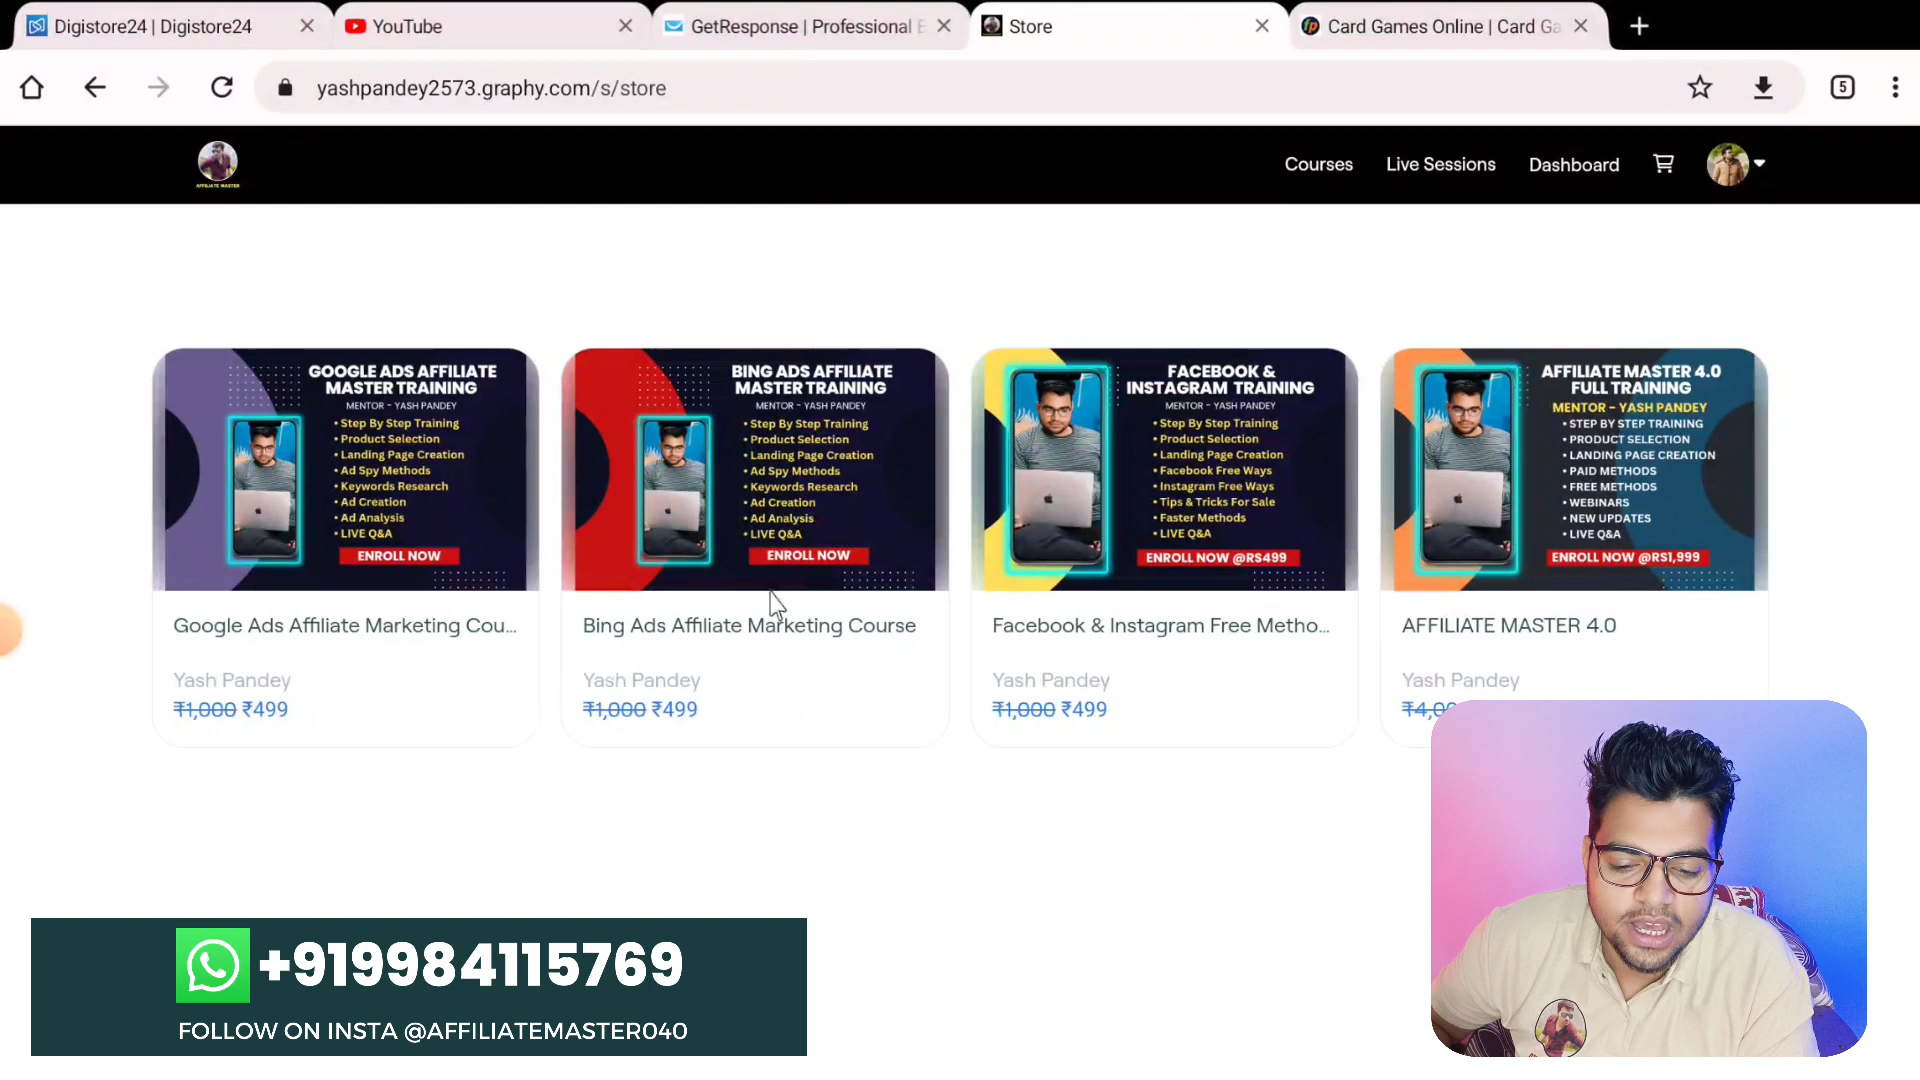 Digistore24 | Digistore24
YouTube
GetResponse | Professional E
Store
Card Games Online | Card Ga
yashpandey2573.graphy.com/s/store
5
AFFILIATE MASTER
Courses
Live Sessions
Dashboard
GOOGLE ADS AFFILIATE
MASTER TRAINING
MENTOR - YASH PANDEY
• Step By Step Training
• Product Selection
• Landing Page Creation
• Ad Spy Methods
• Keywords Research
• Ad Creation
• Ad Analysis
• LIVE Q&A
ENROLL NOW
Google Ads Affiliate Marketing Cou...
Yash Pandey
₹1,000 ₹499
BING ADS AFFILIATE
MASTER TRAINING
MENTOR - YASH PANDEY
• Step By Step Training
• Product Selection
• Landing Page Creation
• Ad Spy Methods
• Keywords Research
• Ad Creation
• Ad Analysis
• LIVE Q&A
ENROLL NOW
Bing Ads Affiliate Marketing Course
Yash Pandey
₹1,000 ₹499
FACEBOOK &
INSTAGRAM TRAINING
MENTOR - YASH PANDEY
• Step By Step Training
• Product Selection
• Landing Page Creation
• Facebook Free Ways
• Instagram Free Ways
• Tips & Tricks For Sale
• Faster Methods
• LIVE Q&A
ENROLL NOW @RS499
Facebook & Instagram Free Metho...
Yash Pandey
₹1,000 ₹499
AFFILIATE MASTER 4.0
FULL TRAINING
MENTOR - YASH PANDEY
• STEP BY STEP TRAINING
• PRODUCT SELECTION
• LANDING PAGE CREATION
• PAID METHODS
• FREE METHODS
• WEBINARS
• NEW UPDATES
• LIVE Q&A
ENROLL NOW @RS1,999
AFFILIATE MASTER 4.0
Yash Pandey
+919984115769
FOLLOW ON INSTA @AFFILIATEMASTER040